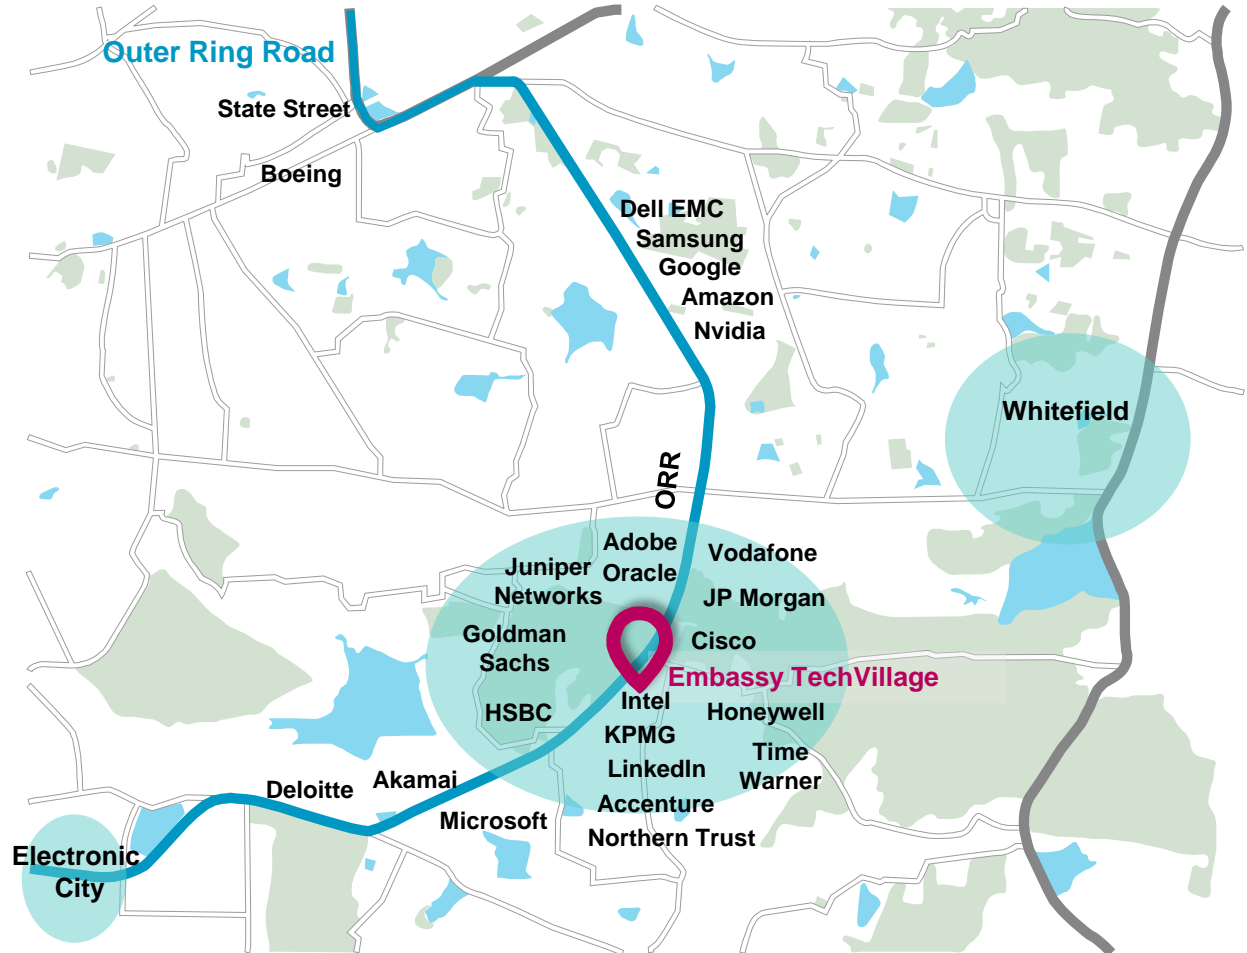 Outer Ring Road
State Street
Boeing
Dell EMC
Samsung
Google
Amazon
Nvidia
Whitefield
ORR
Adobe
Oracle
Vodafone
Juniper
Networks
JP Morgan
Goldman
Sachs
Cisco
Embassy TechVillage
Intel
HSBC
Honeywell
KPMG
LinkedIn
Time
Warner
Akamai
Deloitte
Accenture
Microsoft
Northern Trust
Electronic
City